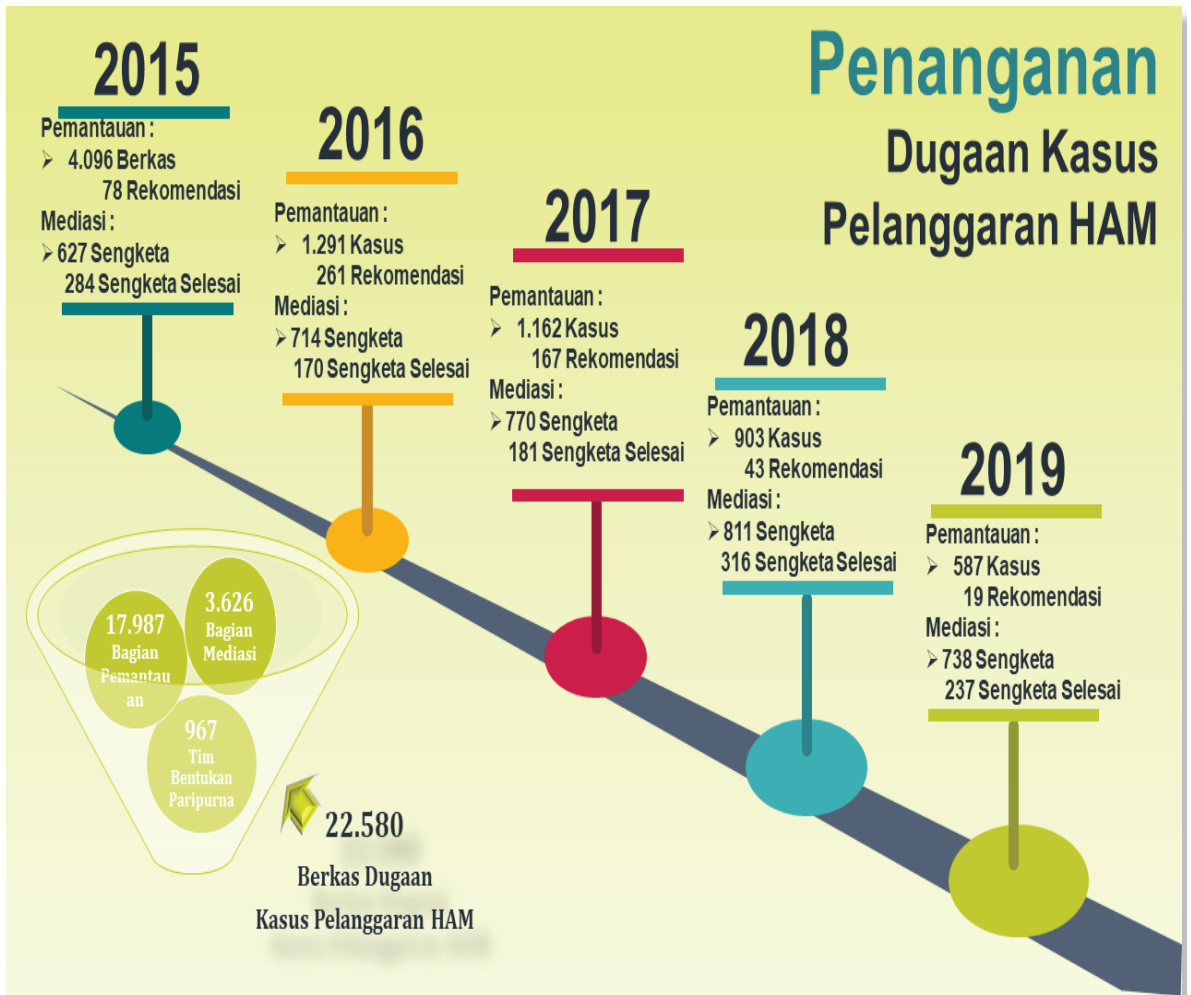 Penanganan
Dugaan Kasus
Pelanggaran HAM
2015
Pemantauan :
➢ 4.096 Berkas
78 Rekomendasi
Mediasi :
➢ 627 Sengketa
284 Sengketa Selesai
2016
Pemantauan :
➢ 1.291 Kasus
261 Rekomendasi
Mediasi :
➢ 714 Sengketa
170 Sengketa Selesai
2017
Pemantauan :
➢ 1.162 Kasus
167 Rekomendasi
Mediasi :
➢ 770 Sengketa
181 Sengketa Selesai
2018
Pemantauan :
➢ 903 Kasus
43 Rekomendasi
Mediasi :
➢ 811 Sengketa
316 Sengketa Selesai
2019
Pemantauan :
➢ 587 Kasus
19 Rekomendasi
Mediasi :
➢ 738 Sengketa
237 Sengketa Selesai
17.987
Bagian
Pemantau
an
3.626
Bagian
Mediasi
967
Tim
Bentukan
Paripurna
22.580
Berkas Dugaan
Kasus Pelanggaran HAM